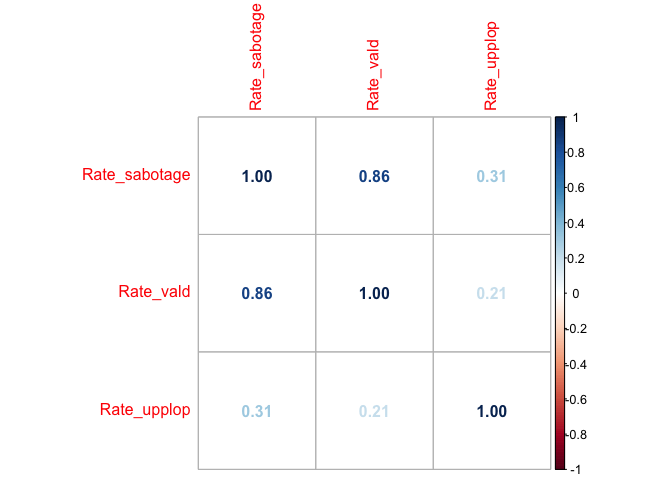 Rate_sabotage
Rate_vald
Rate_upplop
Rate_sabotage 1.00 0.86 0.31
Rate_vald 0.86 1.00 0.21
Rate_upplop 0.31 0.21 1.00
1
0.8
0.6
0.4
0.2
0
-0.2
-0.4
-0.6
-0.8
-1